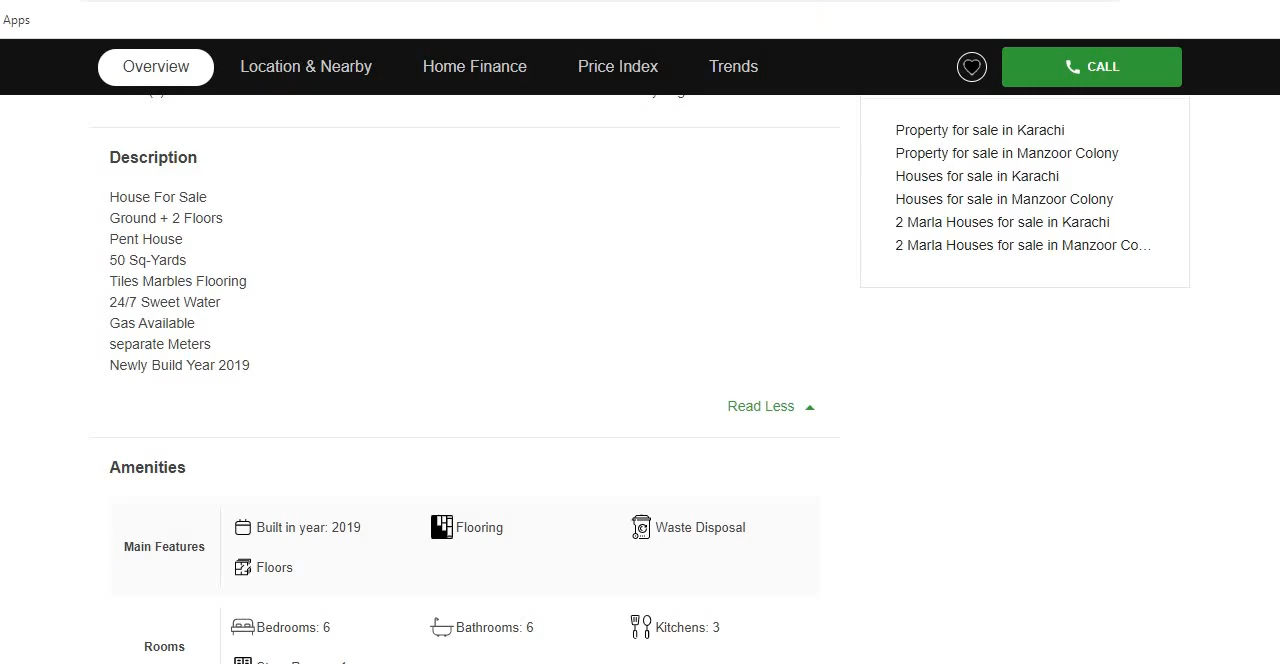 Apps
Overview
Location & Nearby
Home Finance
Price Index
Trends
CALL
Description
House For Sale
Ground + 2 Floors
Pent House
50 Sq-Yards
Tiles Marbles Flooring
24/7 Sweet Water
Gas Available
separate Meters
Newly Build Year 2019
Read Less
Property for sale in Karachi
Property for sale in Manzoor Colony
Houses for sale in Karachi
Houses for sale in Manzoor Colony
2 Marla Houses for sale in Karachi
2 Marla Houses for sale in Manzoor Co...
Amenities
Main Features
Built in year: 2019
Flooring
Waste Disposal
Floors
Rooms
Bedrooms: 6
Bathrooms: 6
Kitchens: 3